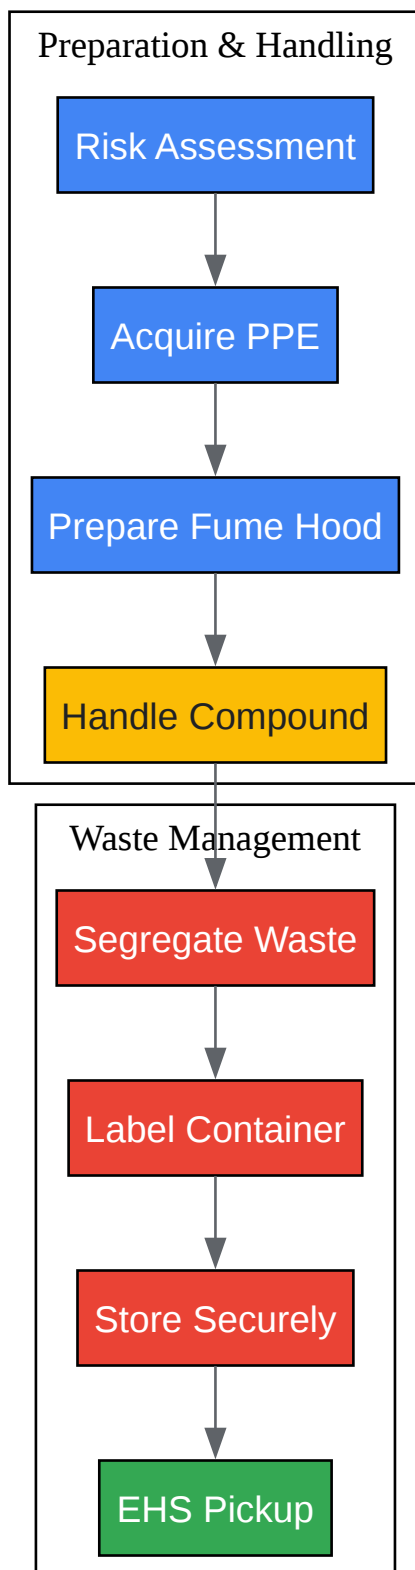 Preparation & Handling
Risk Assessment
Acquire PPE
Prepare Fume Hood
Handle Compound
Waste Management
Segregate Waste
Label Container
Store Securely
EHS Pickup